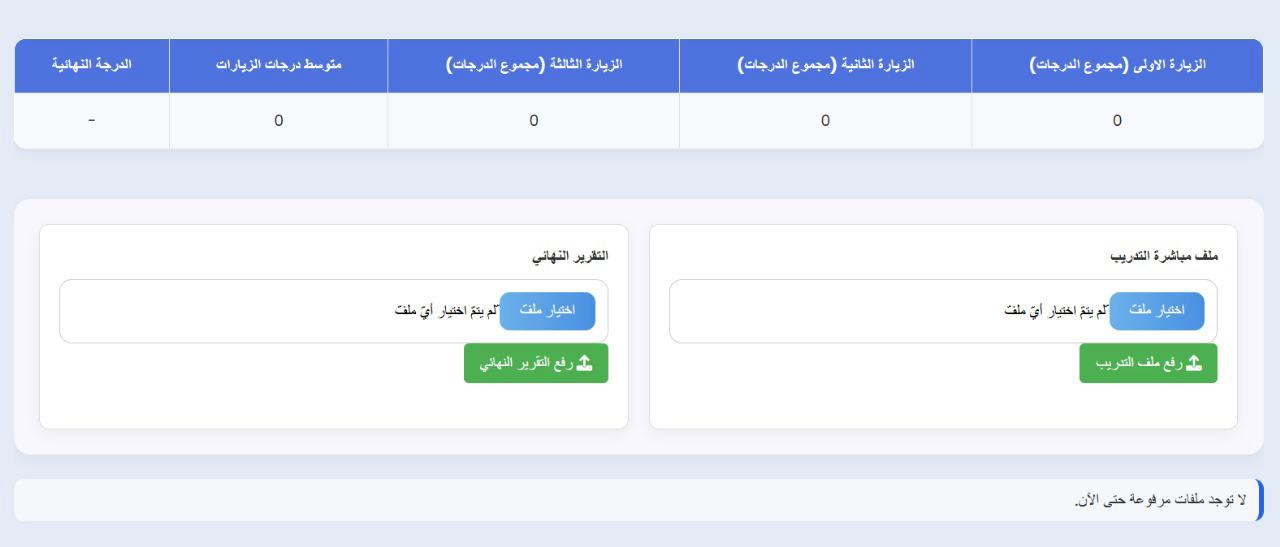 الزيارة الاولى (مجموع الدرجات)
الزيارة الثانية (مجموع الدرجات)
الزيارة الثالثة (مجموع الدرجات)
متوسط درجات الزيارات
الدرجة النهائية
0
0
0
0
-
ملف مباشرة التدريب
اختيار ملفّ لم يتمّ اختيار أيّ ملفّ
رفع ملف التدريب
التقرير النهائي
اختيار ملفّ لم يتمّ اختيار أيّ ملفّ
رفع التقرير النهائي
لا توجد ملفات مرفوعة حتى الآن.